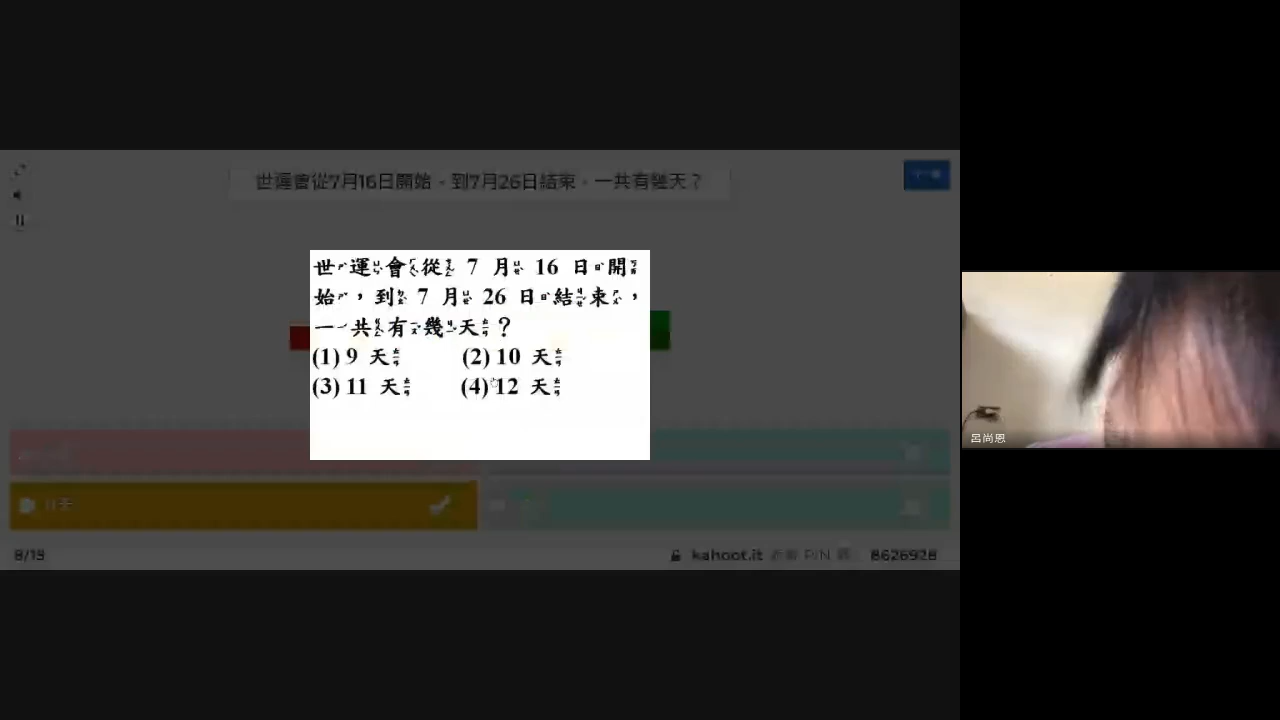 世運會從7月16日開始,到7月26日結束,一共有幾天?
世運會從 7 月 16 日開
始,到 7 月 26 日結束,
一共有幾天?
(1) 9 天 (2) 10 天
(3) 11 天 (4) 12 天
11天
8/19
kahoot.it
8626928
呂尚恩